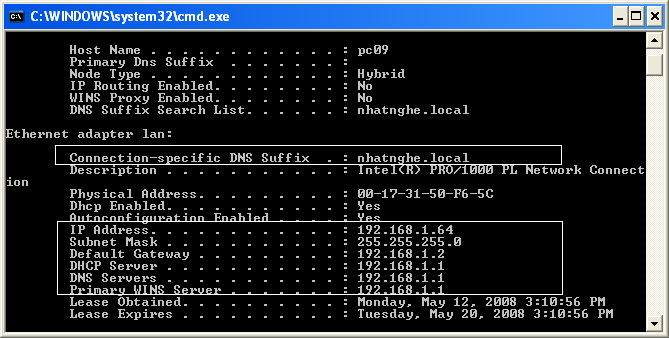 C:\WINDOWS\system32\cmd.exe
Host Name . . . . . . . . . . . . : pc09
Primary Dns Suffix  . . . . . . . :
Node Type . . . . . . . . . . . . : Hybrid
IP Routing Enabled. . . . . . . . : No
WINS Proxy Enabled. . . . . . . . : No
DNS Suffix Search List. . . . . . : nhatnghe.local
Ethernet adapter lan:
Connection-specific DNS Suffix  . : nhatnghe.local
Description . . . . . . . . . . . : Intel(R) PRO/1000 PL Network Connect
ion
Physical Address. . . . . . . . . : 00-17-31-50-F6-5C
Dhcp Enabled. . . . . . . . . . . : Yes
Autoconfiguration Enabled . . . . : Yes
IP Address. . . . . . . . . . . . : 192.168.1.64
Subnet Mask . . . . . . . . . . . : 255.255.255.0
Default Gateway . . . . . . . . . : 192.168.1.2
DHCP Server . . . . . . . . . . . : 192.168.1.1
DNS Servers . . . . . . . . . . . : 192.168.1.1
Primary WINS Server . . . . . . . : 192.168.1.1
Lease Obtained. . . . . . . . . . : Monday, May 12, 2008 3:10:56 PM
Lease Expires . . . . . . . . . . : Tuesday, May 20, 2008 3:10:56 PM